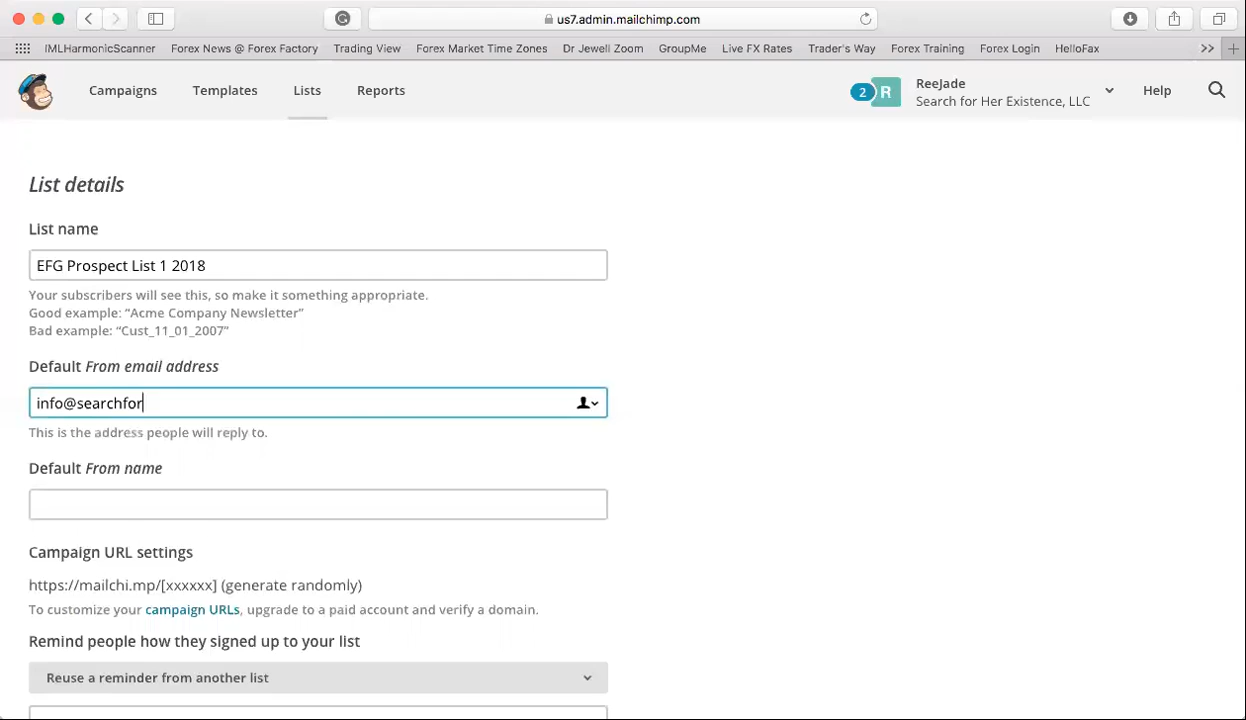 us7.admin.mailchimp.com
IMLHarmonicScanner Forex News @ Forex Factory Trading View Forex Market Time Zones Dr Jewell Zoom GroupMe Live FX Rates Trader's Way Forex Training Forex Login HelloFax >> +
Campaigns Templates Lists Reports 2 R ReeJade Help
Search for Her Existence, LLC
List details
List name
EFG Prospect List 1 2018
Your subscribers will see this, so make it something appropriate.
Good example: “Acme Company Newsletter”
Bad example: “Cust_11_01_2007”
Default From email address
info@searchfor
This is the address people will reply to.
Default From name
Campaign URL settings
https://mailchi.mp/[xxxxxx] (generate randomly)
To customize your campaign URLs, upgrade to a paid account and verify a domain.
Remind people how they signed up to your list
Reuse a reminder from another list